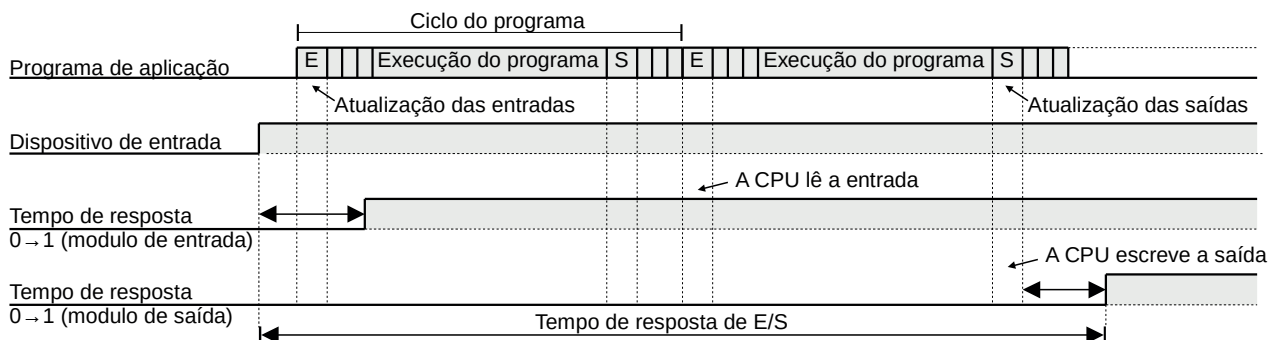 Ciclo do programa
Programa de aplicação
E
Execução do programa
S
E
Execução do programa
S
Atualização das entradas
Atualização das saídas
Dispositivo de entrada
A CPU lê a entrada
Tempo de resposta
0→1 (modulo de entrada)
A CPU escreve a saída
Tempo de resposta
0→1 (modulo de saída)
Tempo de resposta de E/S